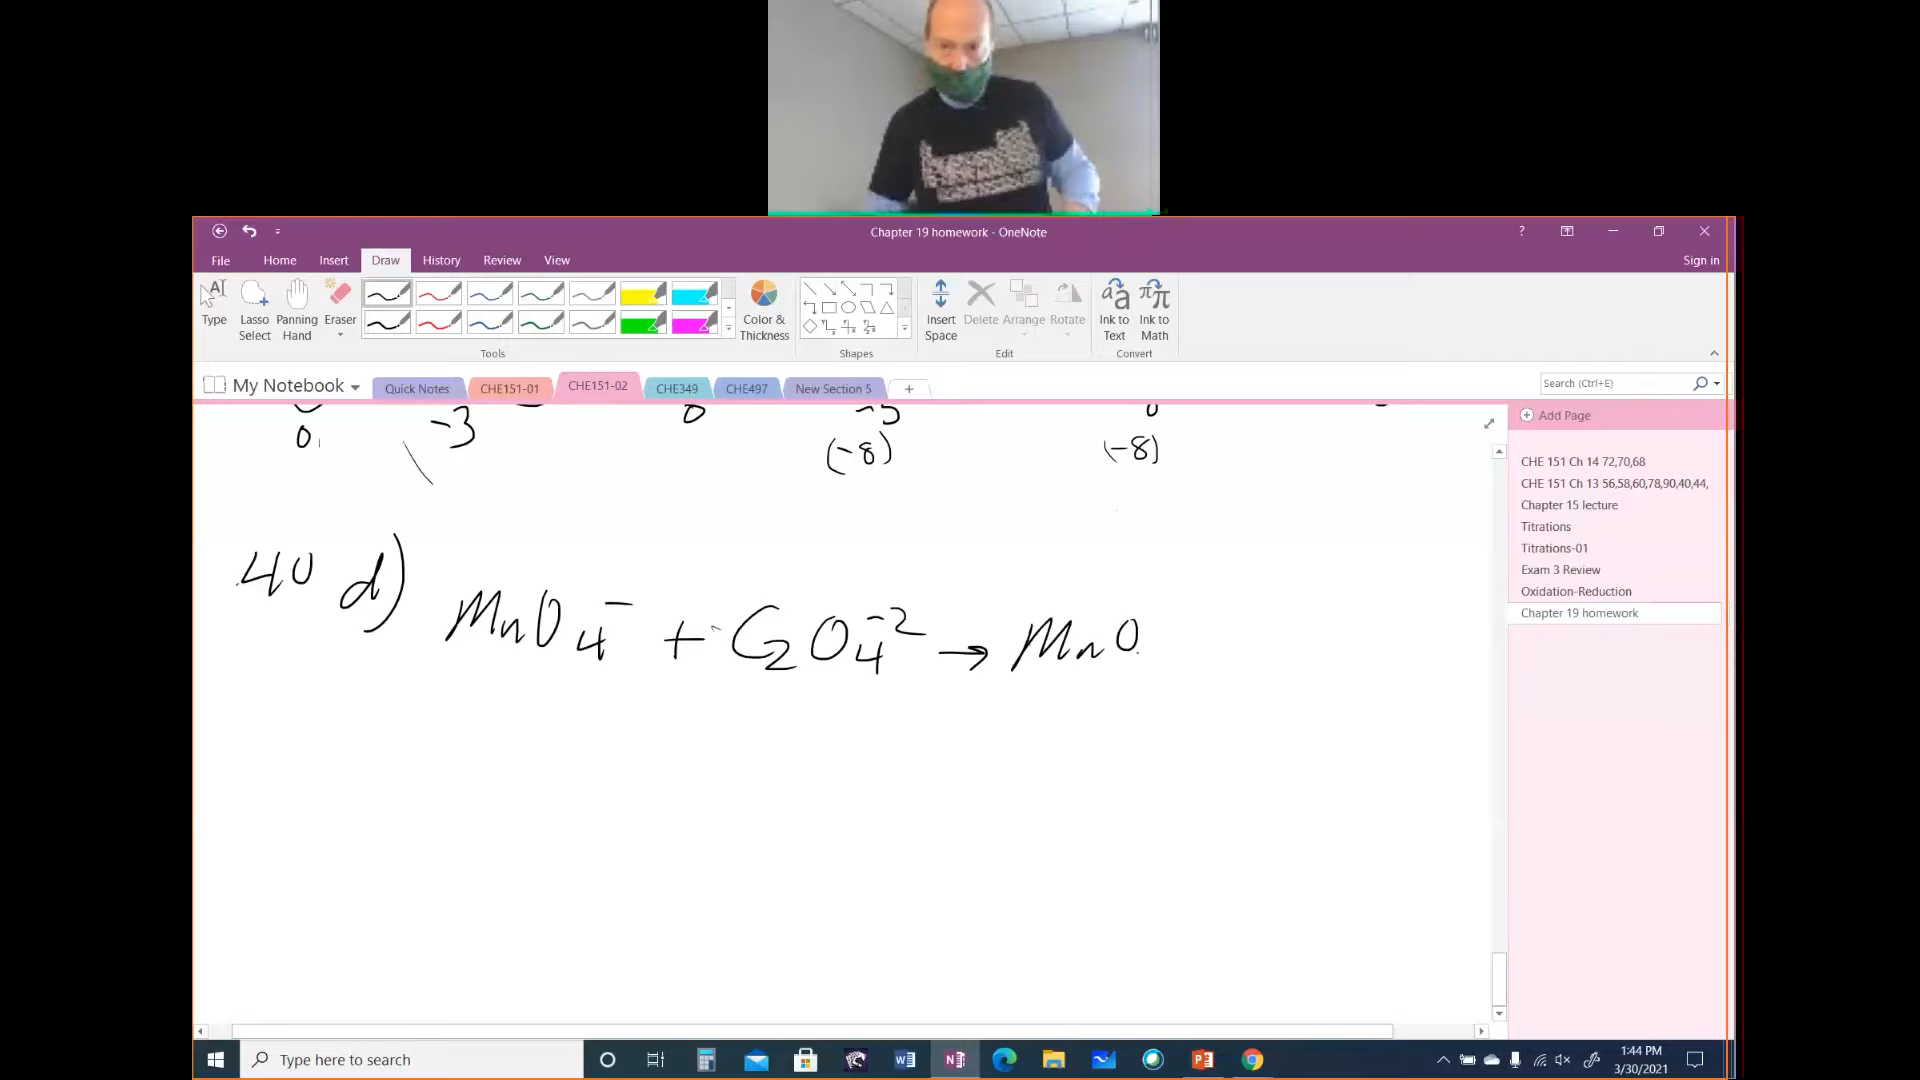 Chapter 19 homework - OneNote
?
File Home Insert Draw History Review View
Sign in
Type
Lasso Select
Panning Hand
Eraser
Color & Thickness
Insert Space
Delete
Arrange
Rotate
Ink to Text
Ink to Math
Tools
Shapes
Edit
Convert
My Notebook
Quick Notes
CHE151-01
CHE151-02
CHE349
CHE497
New Section 5
+
Search (Ctrl+E)
Add Page
CHE 151 Ch 14 72,70,68
CHE 151 Ch 13 56,58,60,78,90,40,44,
Chapter 15 lecture
Titrations
Titrations-01
Exam 3 Review
Oxidation-Reduction
Chapter 19 homework
0 -3
(-8) (-8)
40 d) MnO4⁻ + C2O4⁻² → MnO
Type here to search
1:44 PM
3/30/2021